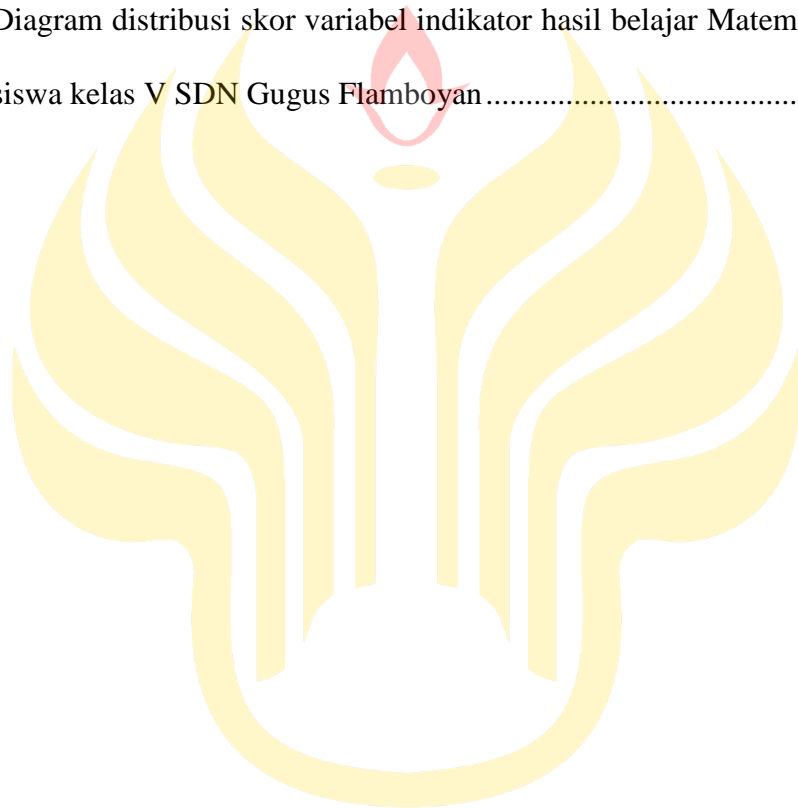 Diagram distribusi skor variabel indikator hasil belajar Matem
siswa kelas V SDN Gugus Flamboyan.......................................